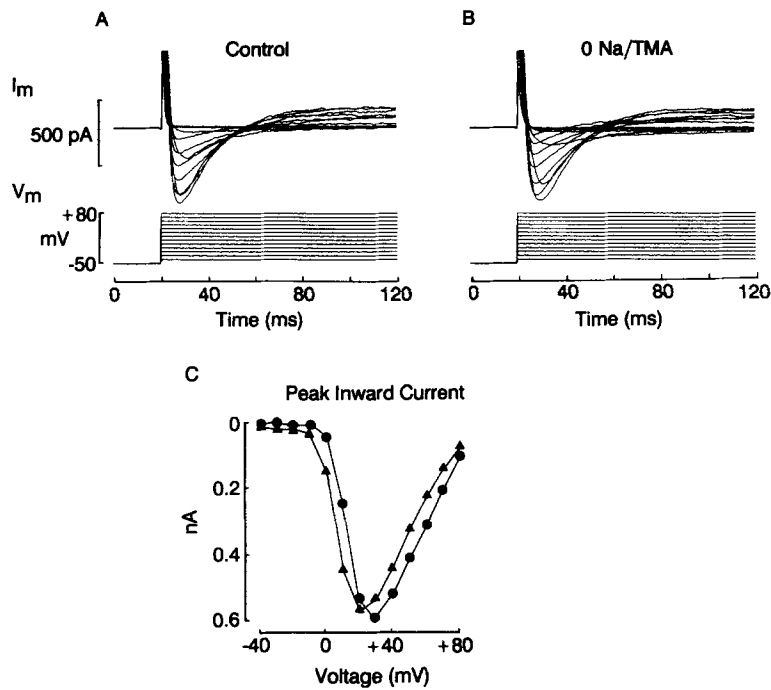 A
B
Control
0 Na/TMA
Im
500 pA
Vm
+80
mV
-50
0 40 80 120
Time (ms)
0 40 80 120
Time (ms)
C
Peak Inward Current
0
0.2
nA
0.4
0.6
-40 0 +40 +80
Voltage (mV)